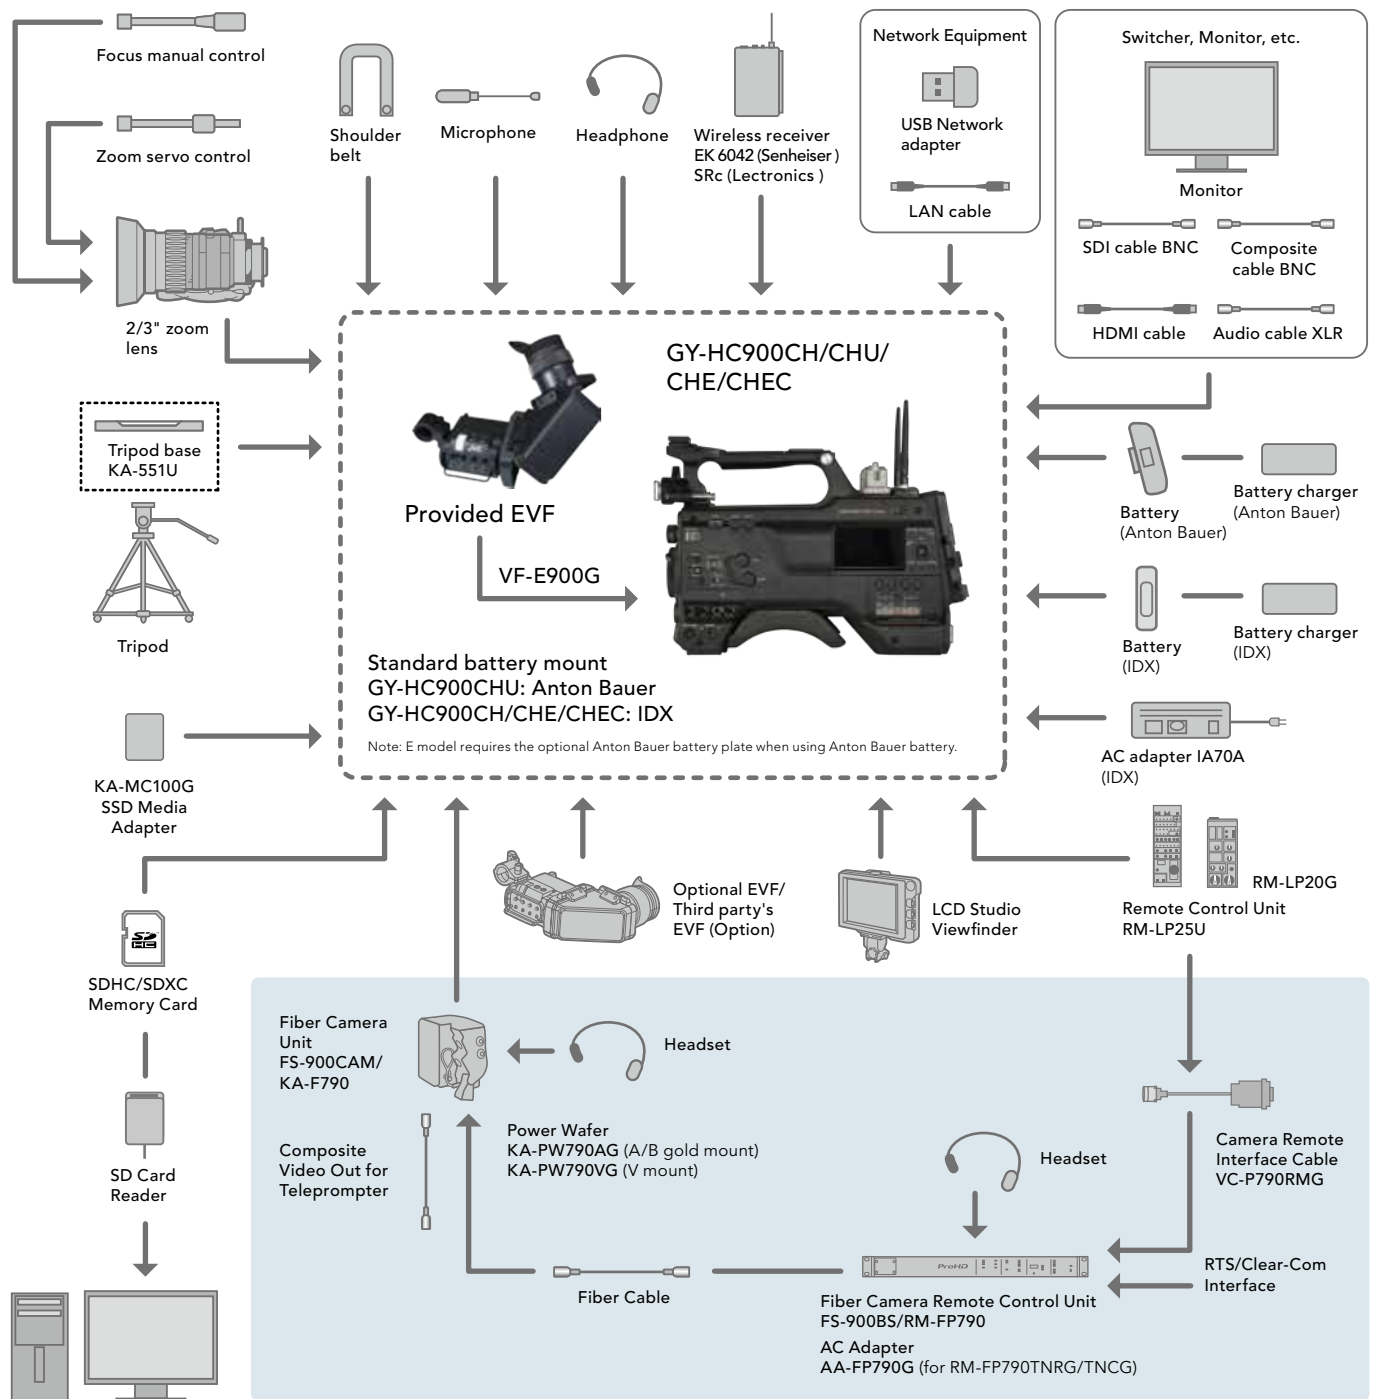 Focus manual control
Zoom servo control
2/3" zoom
lens
Shoulder
belt
Microphone
Headphone
Wireless receiver
EK 6042 (Senheiser )
SRc (Lectronics )
Network Equipment
USB Network
adapter
LAN cable
Switcher, Monitor, etc.
Monitor
SDI cable BNC
Composite
cable BNC
HDMI cable
Audio cable XLR
Tripod base
KA-551U
Tripod
GY-HC900CH/CHU/
CHE/CHEC
Provided EVF
VF-E900G
Standard battery mount
GY-HC900CHU: Anton Bauer
GY-HC900CH/CHE/CHEC: IDX
Note: E model requires the optional Anton Bauer battery plate when using Anton Bauer battery.
Battery
(Anton Bauer)
Battery charger
(Anton Bauer)
Battery
(IDX)
Battery charger
(IDX)
AC adapter IA70A
(IDX)
KA-MC100G
SSD Media
Adapter
SDHC/SDXC
Memory Card
SD Card
Reader
Optional EVF/
Third party's
EVF (Option)
LCD Studio
Viewfinder
RM-LP20G
Remote Control Unit
RM-LP25U
Fiber Camera
Unit
FS-900CAM/
KA-F790
Headset
Composite
Video Out for
Teleprompter
Power Wafer
KA-PW790AG (A/B gold mount)
KA-PW790VG (V mount)
Headset
Camera Remote
Interface Cable
VC-P790RMG
RTS/Clear-Com
Interface
Fiber Cable
ProHD
Fiber Camera Remote Control Unit
FS-900BS/RM-FP790
AC Adapter
AA-FP790G (for RM-FP790TNRG/TNCG)
SD
HC